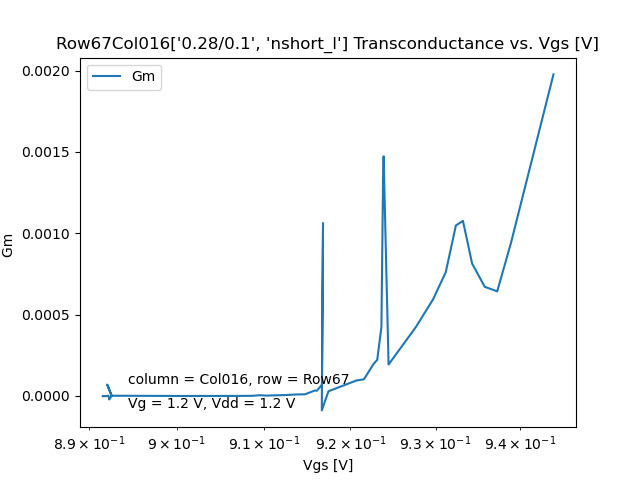 Row67Col016['0.28/0.1', 'nshort_l'] Transconductance vs. Vgs [V]
Gm
0.0020
0.0015
0.0010
0.0005
0.0000
Gm
column = Col016, row = Row67
Vg = 1.2 V, Vdd = 1.2 V
8.9 × 10⁻¹ 9 × 10⁻¹ 9.1 × 10⁻¹ 9.2 × 10⁻¹ 9.3 × 10⁻¹ 9.4 × 10⁻¹
Vgs [V]